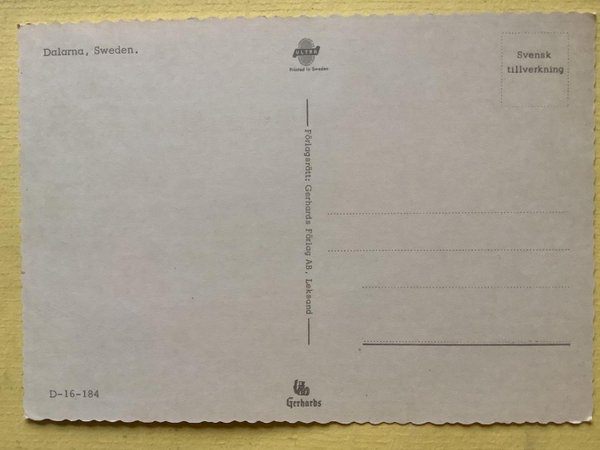 Dalarna, Sweden.
ULTRA
Printed in Sweden
Svensk
tillverkning
Förlagsrätt: Gerhards Förlag AB, Leksand
D-16-184
Gerhards